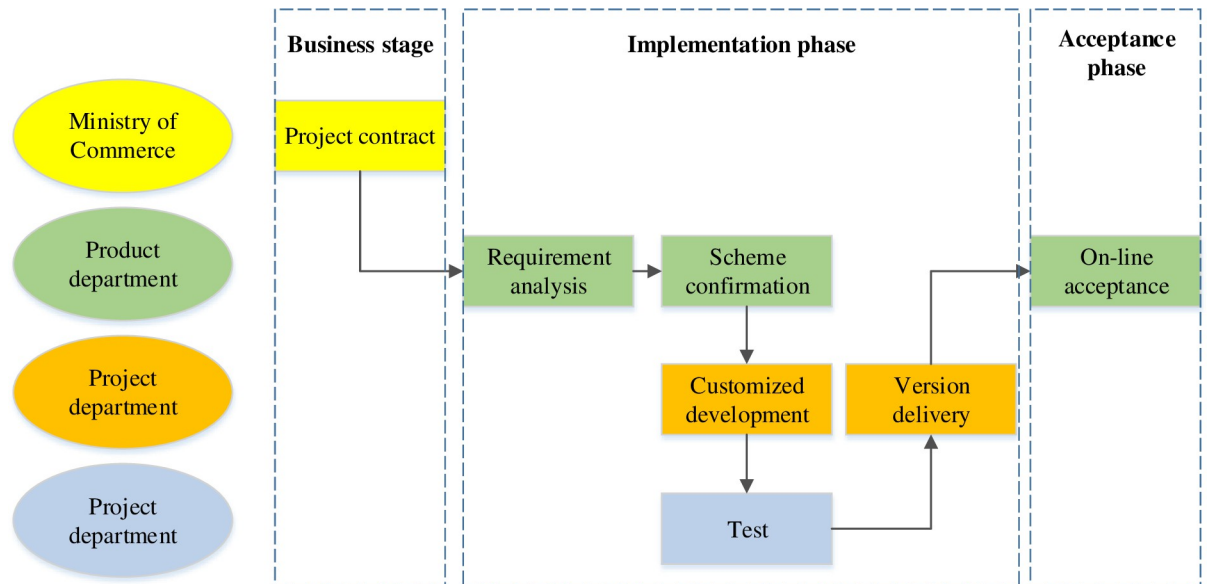 Business stage
Implementation phase
Acceptance
phase
Ministry of
Commerce
Project contract
Product
department
Requirement
analysis
Scheme
confirmation
On-line
acceptance
Project
department
Customized
development
Version
delivery
Project
department
Test